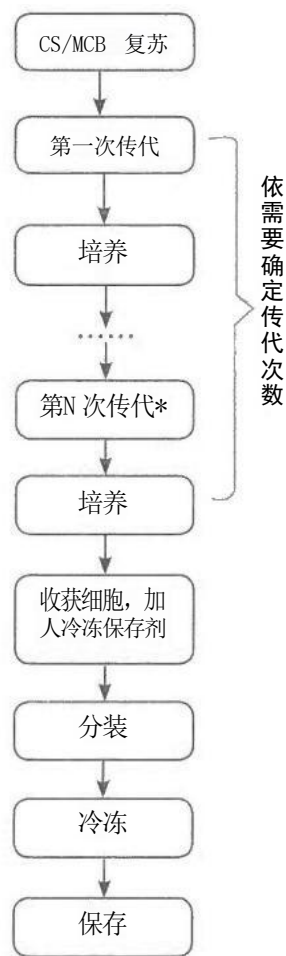 CS/MCB 复苏
第一次传代
培养
......
第N 次传代*
培养
收获细胞，加
人冷冻保存剂
分装
冷冻
保存
依需要确定传代次数